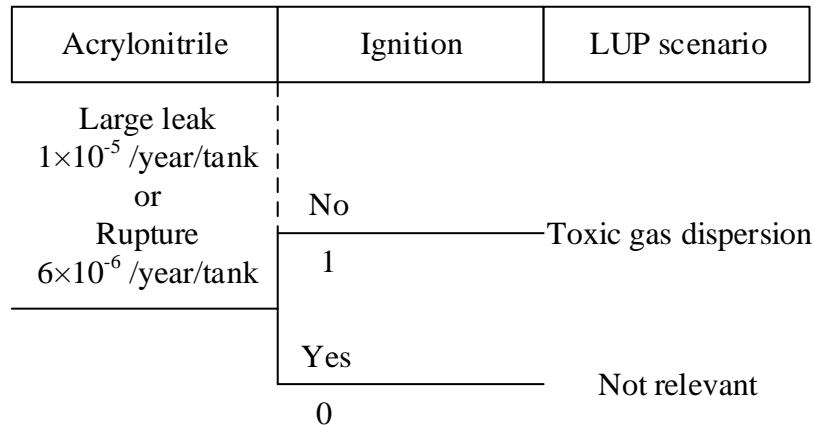 Acrylonitrile
Ignition
LUP scenario
Large leak
1×10⁻⁵ /year/tank
or
Rupture
6×10⁻⁶ /year/tank
No
1
Toxic gas dispersion
Yes
0
Not relevant